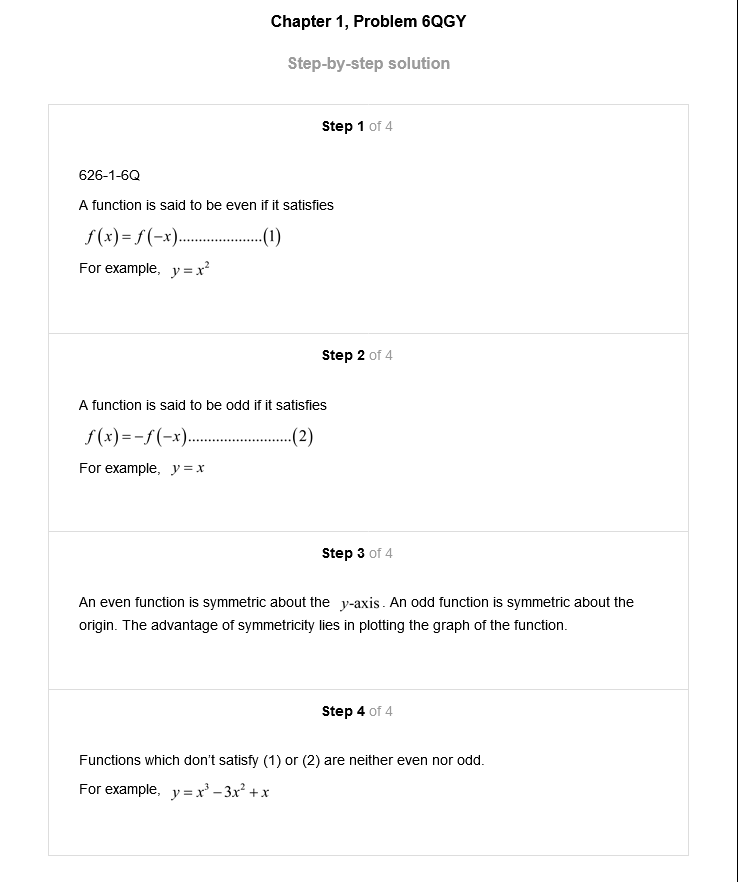 Chapter 1, Problem 6QGY
Step-by-step solution
Step 1 of 4
626-1-6Q
A function is said to be even if it satisfies
f(x)=f(−x).....................(1)
For example, y=x²
Step 2 of 4
A function is said to be odd if it satisfies
f(x)=−f(−x)..........................(2)
For example, y=x
Step 3 of 4
An even function is symmetric about the y-axis. An odd function is symmetric about the
origin. The advantage of symmetricity lies in plotting the graph of the function.
Step 4 of 4
Functions which don't satisfy (1) or (2) are neither even nor odd.
For example, y=x³−3x²+x